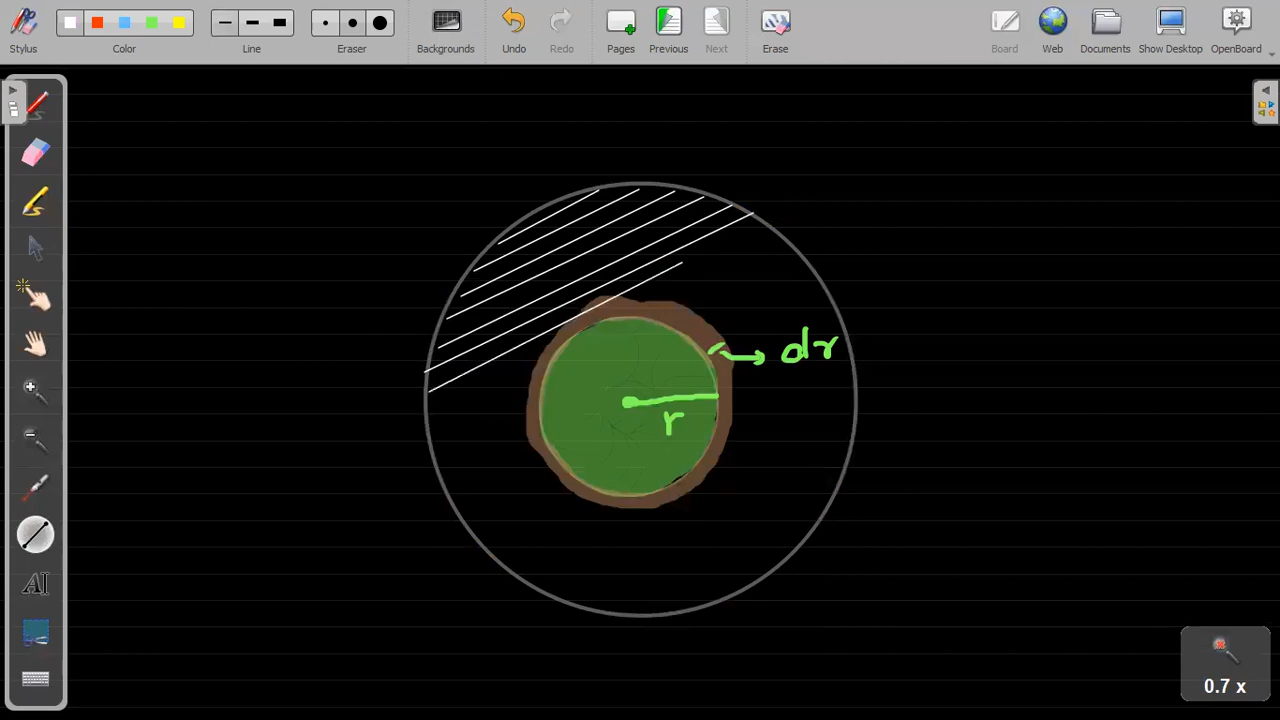 Stylus Color Line Eraser Backgrounds Undo Redo Pages Previous Next Erase Board Web Documents Show Desktop OpenBoard
dr
r
AI
0.7 x